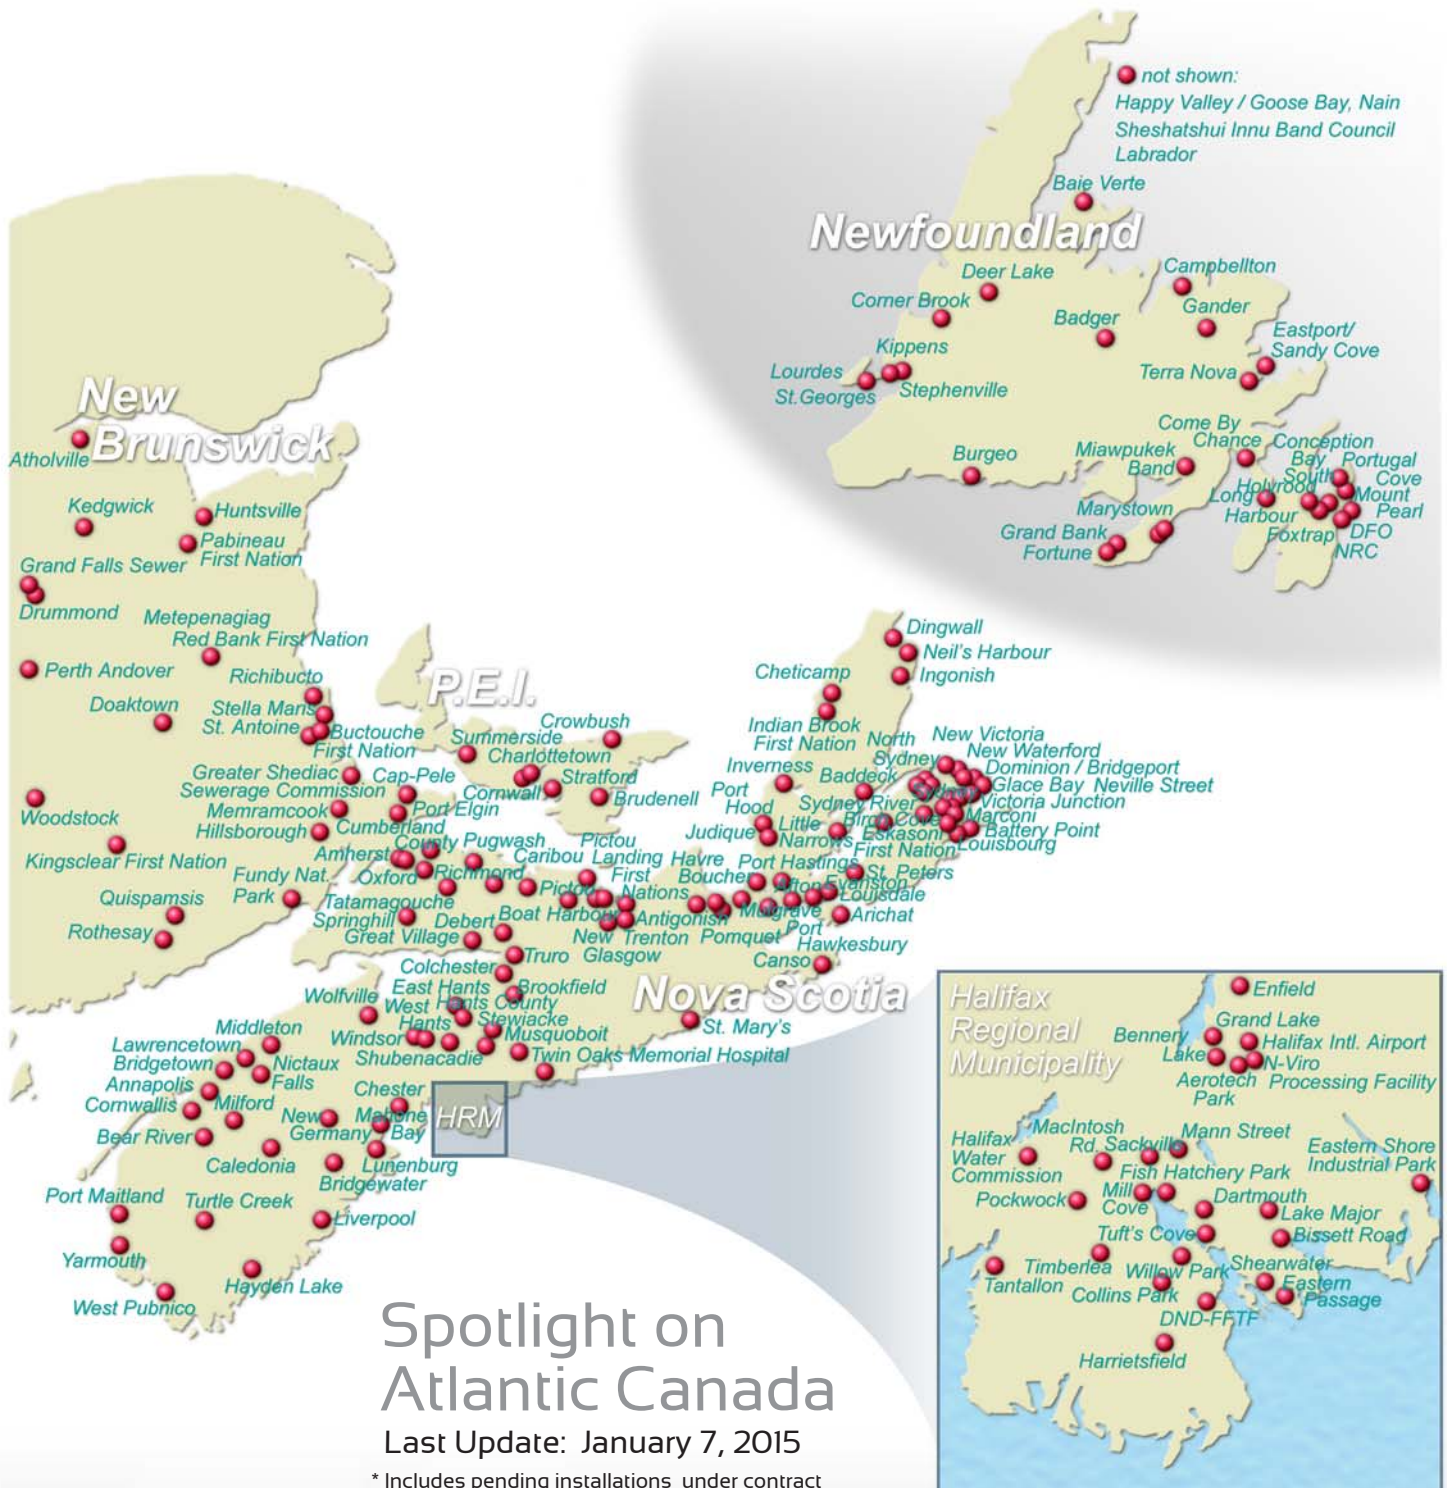 not shown:
Happy Valley / Goose Bay, Nain
Sheshatshui Innu Band Council
Labrador
Baie Verte
Newfoundland
Deer Lake
Campbellton
Corner Brook
Gander
Badger
Eastport/
Sandy Cove
Kippens
Lourdes
Terra Nova
St.Georges
Stephenville
Come By
Chance
Conception
Bay
South
Portugal
Cove
Burgeo
Miawpukek
Band
Holyrood
Long
Harbour
Mount
Pearl
Marystown
Grand Bank
Fortune
Foxtrap
DFO
NRC
New
Brunswick
Atholville
Kedgwick
Huntsville
Pabineau
First Nation
Grand Falls Sewer
Drummond
Metepenagiag
Red Bank First Nation
Perth Andover
Richibucto
Doaktown
Stella Maris
St. Antoine
Buctouche
First Nation
Greater Shediac
Sewerage Commission
Cap-Pele
Memramcook
Port Elgin
Hillsborough
Woodstock
Kingsclear First Nation
Fundy Nat.
Park
Quispamsis
Rothesay
P.E.I.
Crowbush
Summerside
Charlottetown
Cornwall
Stratford
Brudenell
Dingwall
Neil's Harbour
Cheticamp
Ingonish
Indian Brook
First Nation
North
Sydney
New Victoria
New Waterford
Dominion / Bridgeport
Inverness
Baddeck
Glace Bay
Neville Street
Sydney
Port
Hood
Sydney River
Victoria Junction
Marconi
Judique
Little
Narrows
Birch Cove
Eskasoni
First Nation
Battery Point
Louisbourg
Cumberland
County
Pugwash
Pictou
Landing
First
Nations
Amherst
Caribou
Havre
Boucher
Port Hastings
St. Peters
Oxford
Richmond
Pictou
Afton
Evanston
Louisdale
Tatamagouche
Springhill
Debert
Boat Harbour
Antigonish
Mulgrave
Arichat
Great Village
New
Glasgow
Trenton
Pomquet
Port
Hawkesbury
Truro
Colchester
Canso
Nova Scotia
Wolfville
East Hants
Brookfield
West
Hants
Hants County
Stewiacke
Middleton
Windsor
Musquoboit
St. Mary's
Lawrencetown
Shubenacadie
Twin Oaks Memorial Hospital
Bridgetown
Nictaux
Falls
Annapolis
Chester
Cornwallis
Milford
New
Germany
Mahone
Bay
HRM
Bear River
Caledonia
Lunenburg
Bridgewater
Port Maitland
Turtle Creek
Liverpool
Yarmouth
Hayden Lake
West Pubnico
Halifax
Regional
Municipality
Enfield
Grand Lake
Bennery
Lake
Halifax Intl. Airport
N-Viro
Processing Facility
Aerotech
Park
MacIntosh
Rd.
Sackville
Mann Street
Halifax
Water
Commission
Eastern Shore
Industrial Park
Fish Hatchery Park
Pockwock
Mill
Cove
Dartmouth
Lake Major
Tuft's Cove
Bissett Road
Timberlea
Willow Park
Shearwater
Tantallon
Collins Park
Eastern
Passage
DND-FFTF
Harrietsfield
Spotlight on
Atlantic Canada
Last Update: January 7, 2015
* Includes pending installations under contract